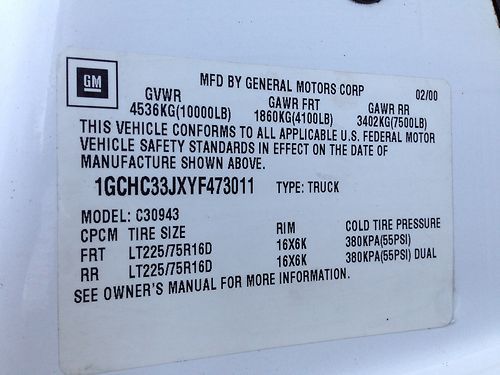 GM
MFD BY GENERAL MOTORS CORP 02/00
GVWR GAWR FRT GAWR RR
4536KG(10000LB) 1860KG(4100LB) 3402KG(7500LB)
THIS VEHICLE CONFORMS TO ALL APPLICABLE U.S. FEDERAL MOTOR
VEHICLE SAFETY STANDARDS IN EFFECT ON THE DATE OF
MANUFACTURE SHOWN ABOVE.
1GCHC33JXYF473011 TYPE: TRUCK
MODEL: C30943
CPCM TIRE SIZE RIM COLD TIRE PRESSURE
FRT LT225/75R16D 16X6K 380KPA(55PSI)
RR LT225/75R16D 16X6K 380KPA(55PSI) DUAL
SEE OWNER'S MANUAL FOR MORE INFORMATION.